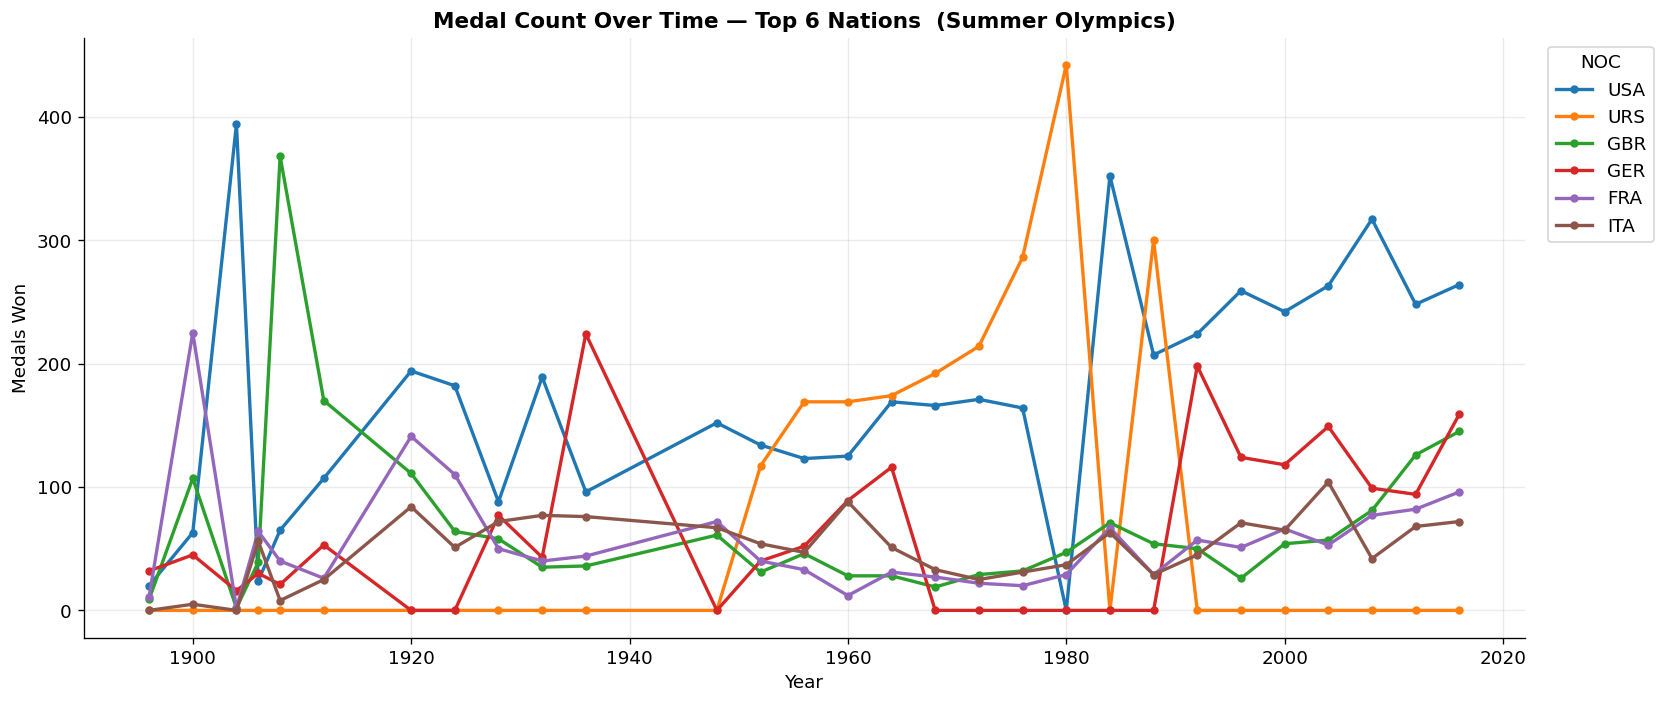 Medal Count Over Time — Top 6 Nations (Summer Olympics)
NOC
USA
URS
GBR
GER
FRA
ITA
Medals Won
400
300
200
100
0
1900
1920
1940
1960
1980
2000
2020
Year